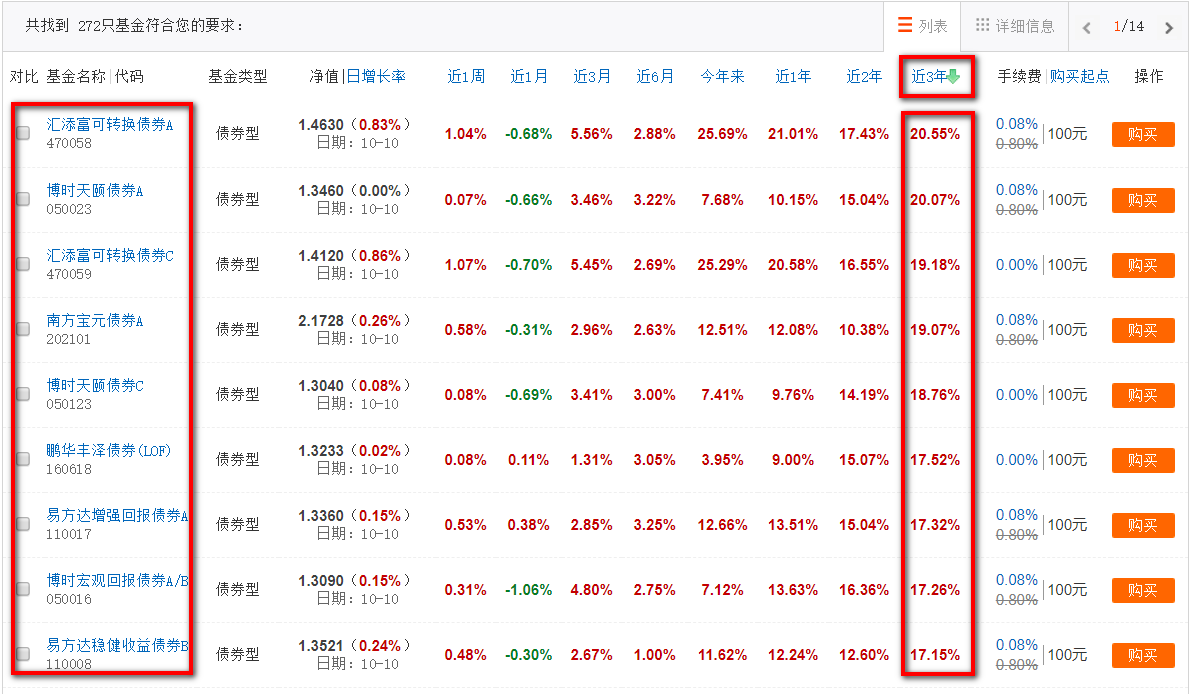 共找到 272只基金符合您的要求：
列表 详细信息 1/14
对比 基金名称|代码 基金类型 净值|日增长率 近1周 近1月 近3月 近6月 今年来 近1年 近2年 近3年 手续费 购买起点 操作
汇添富可转换债券A 债券型 1.4630（0.83%） 1.04% -0.68% 5.56% 2.88% 25.69% 21.01% 17.43% 20.55% 0.08% |100元 购买
470058 日期：10-10 0.80%
博时天颐债券A 债券型 1.3460（0.00%） 0.07% -0.66% 3.46% 3.22% 7.68% 10.15% 15.04% 20.07% 0.08% |100元 购买
050023 日期：10-10 0.80%
汇添富可转换债券C 债券型 1.4120（0.86%） 1.07% -0.70% 5.45% 2.69% 25.29% 20.58% 16.55% 19.18% 0.00% |100元 购买
470059 日期：10-10
南方宝元债券A 债券型 2.1728（0.26%） 0.58% -0.31% 2.96% 2.63% 12.51% 12.08% 10.38% 19.07% 0.08% |100元 购买
202101 日期：10-10 0.80%
博时天颐债券C 债券型 1.3040（0.08%） 0.08% -0.69% 3.41% 3.00% 7.41% 9.76% 14.19% 18.76% 0.00% |100元 购买
050123 日期：10-10
鹏华丰泽债券(LOF) 债券型 1.3233（0.02%） 0.08% 0.11% 1.31% 3.05% 3.95% 9.00% 15.07% 17.52% 0.00% |100元 购买
160618 日期：10-10
易方达增强回报债券A 债券型 1.3360（0.15%） 0.53% 0.38% 2.85% 3.25% 12.66% 13.51% 15.04% 17.32% 0.08% |100元 购买
110017 日期：10-10 0.80%
博时宏观回报债券A/B 债券型 1.3090（0.15%） 0.31% -1.06% 4.80% 2.75% 7.12% 13.63% 16.36% 17.26% 0.08% |100元 购买
050016 日期：10-10 0.80%
易方达稳健收益债券B 债券型 1.3521（0.24%） 0.48% -0.30% 2.67% 1.00% 11.62% 12.24% 12.60% 17.15% 0.08% |100元 购买
110008 日期：10-10 0.80%